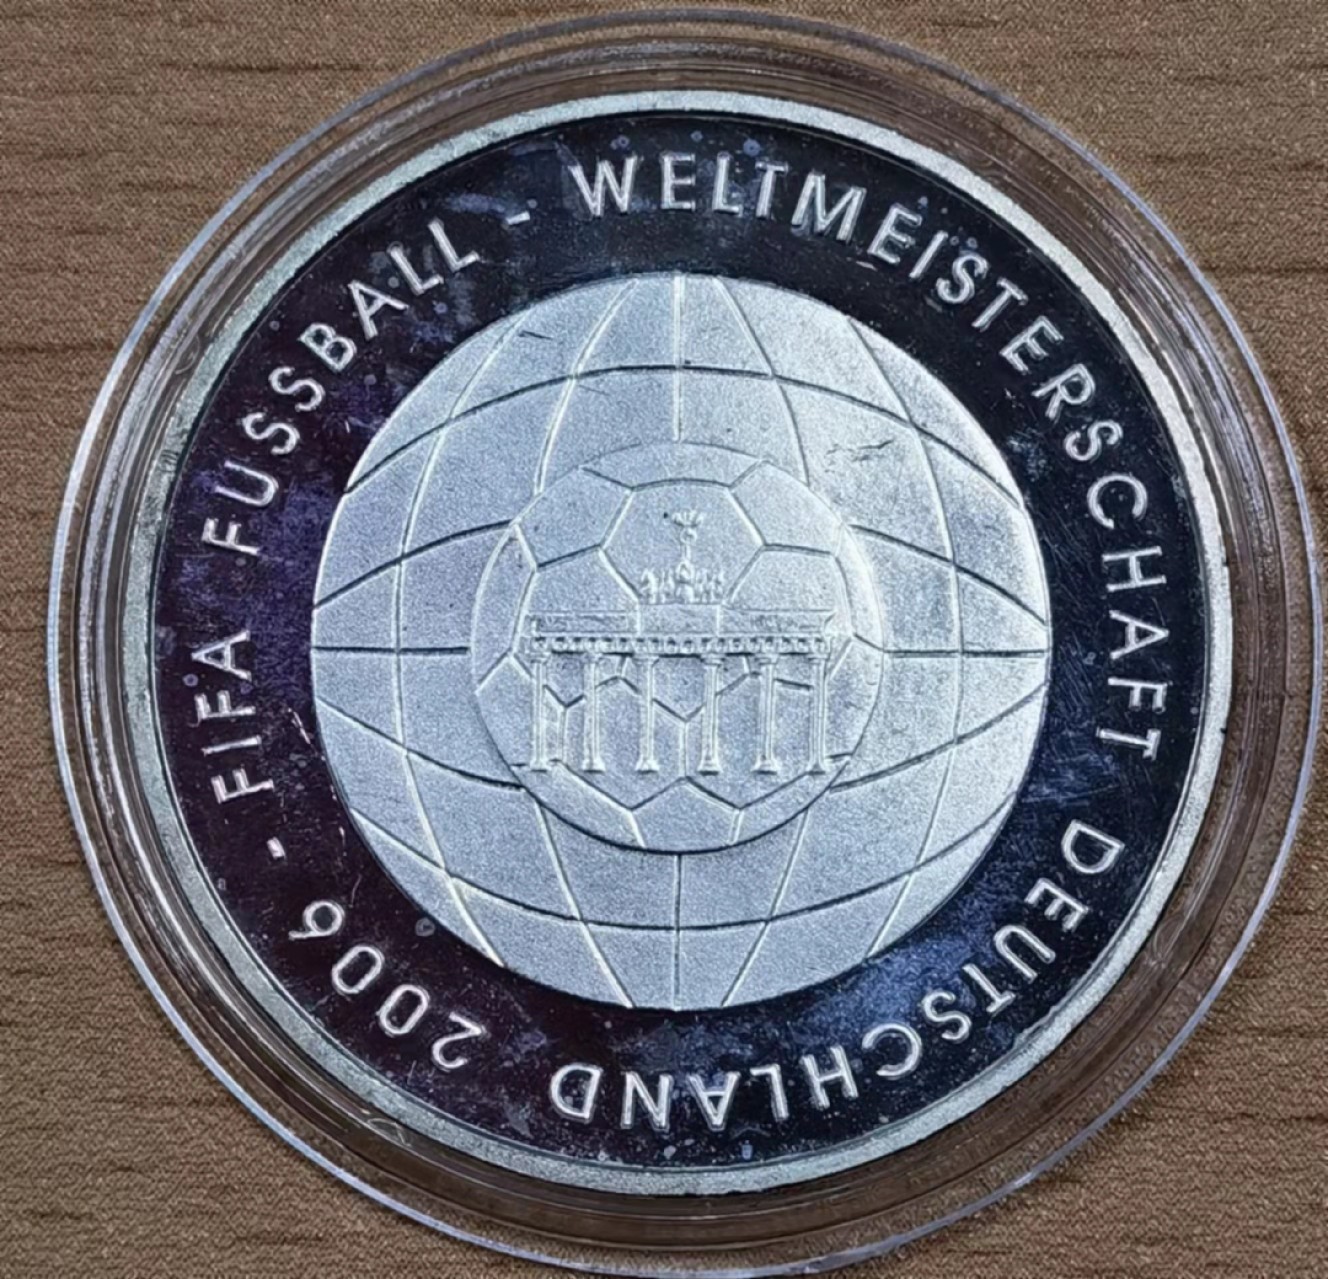 FIFA FUSSBALL - WELTMEISTERSCHAFT DEUTSCHLAND 2006 -